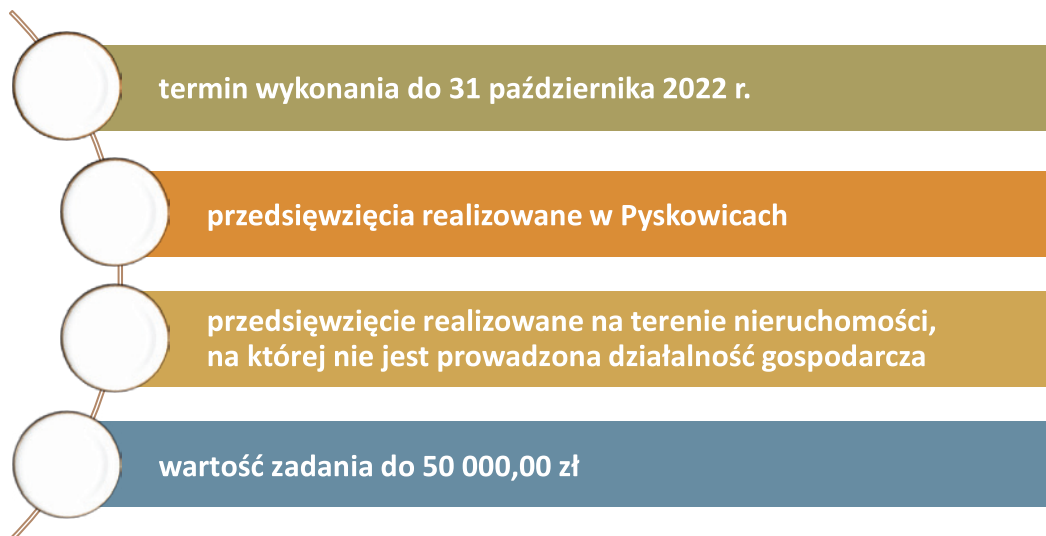 termin wykonania do 31 października 2022 r.
przedsięwzięcia realizowane w Pyskowicach
przedsięwzięcie realizowane na terenie nieruchomości,
na której nie jest prowadzona działalność gospodarcza
wartość zadania do 50 000,00 zł